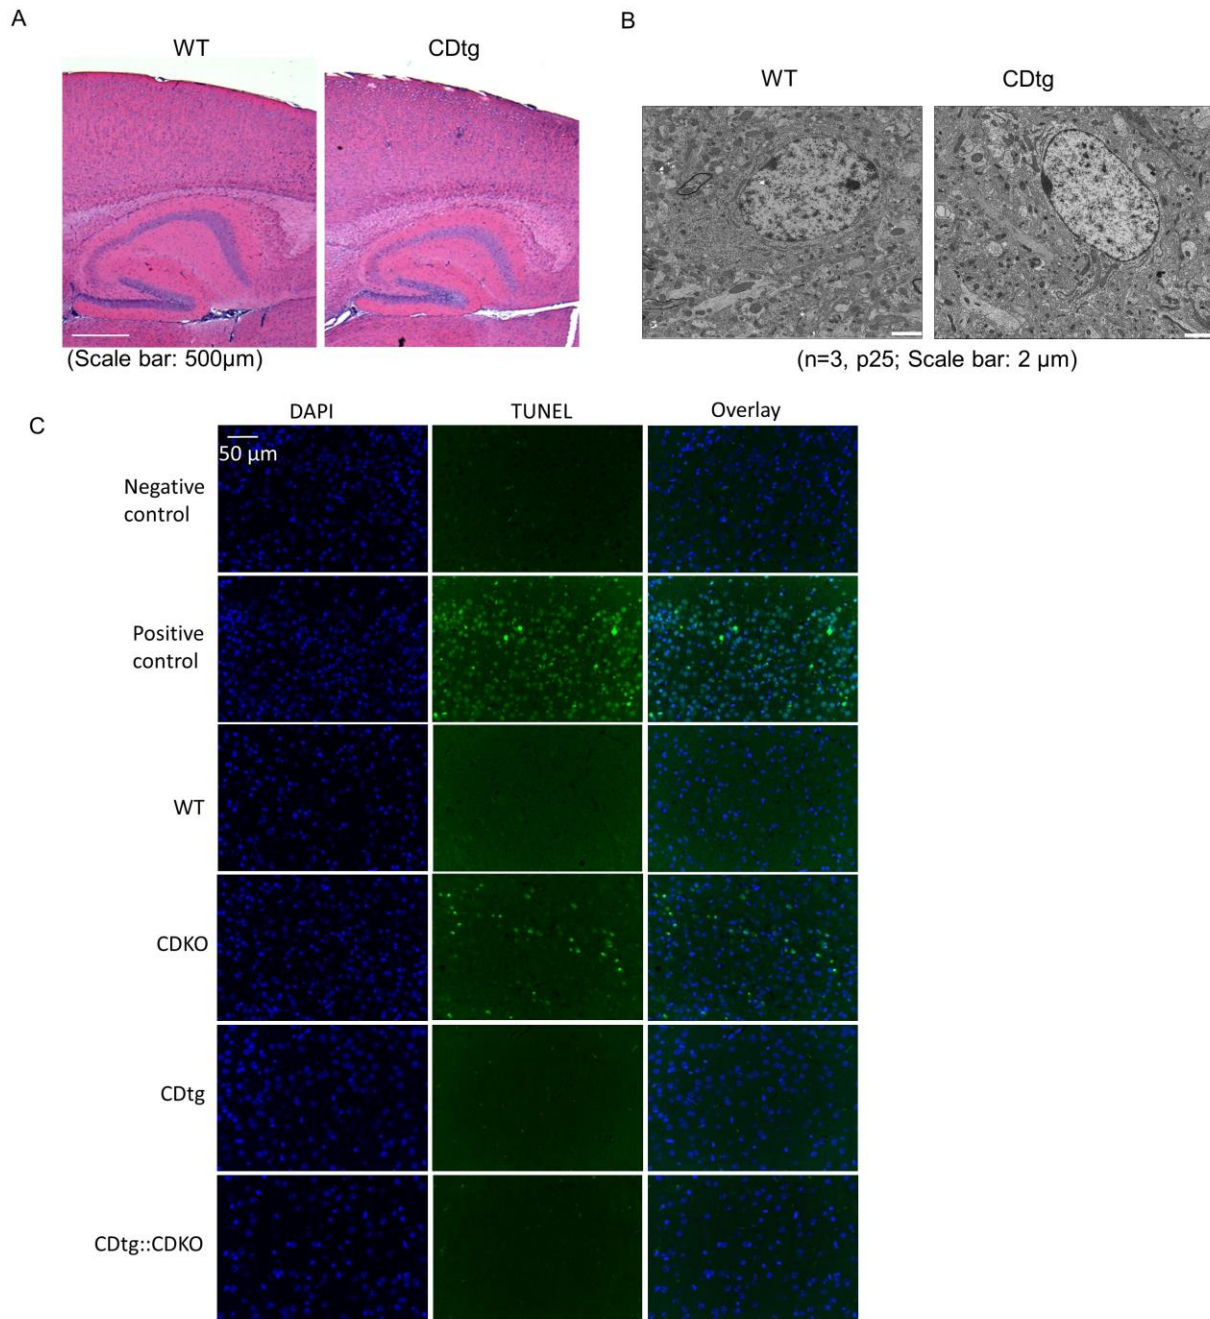 A
WT
CDtg
(Scale bar: 500µm)
B
WT
CDtg
(n=3, p25; Scale bar: 2 µm)
C
DAPI
TUNEL
Overlay
50 µm
Negative
control
Positive
control
WT
CDKO
CDtg
CDtg::CDKO